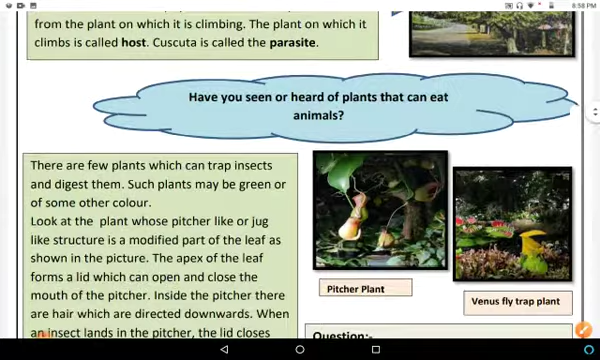 8:58 PM
from the plant on which it is climbing. The plant on which it
climbs is called host. Cuscuta is called the parasite.
Have you seen or heard of plants that can eat
animals?
There are few plants which can trap insects
and digest them. Such plants may be green or
of some other colour.
Look at the plant whose pitcher like or jug
like structure is a modified part of the leaf as
shown in the picture. The apex of the leaf
forms a lid which can open and close the
mouth of the pitcher. Inside the pitcher there
are hair which are directed downwards. When
an insect lands in the pitcher, the lid closes
Pitcher Plant
Venus fly trap plant
Question:-